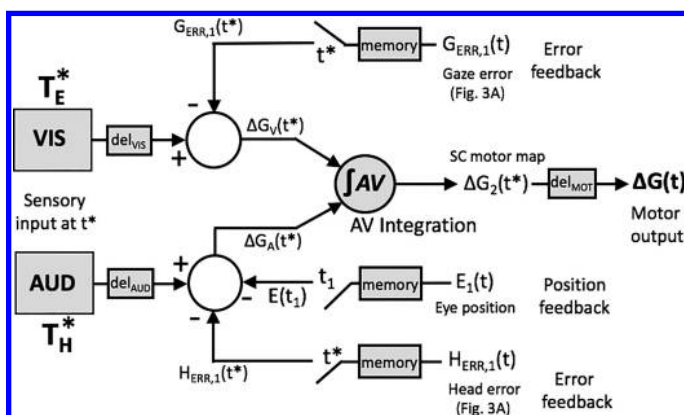 G_ERR,1(t*)
t*
memory
G_ERR,1(t)
Error
feedback
Gaze error
(Fig. 3A)
T_E*
-
VIS
del_VIS
+
ΔG_V(t*)
SC motor map
Sensory
input at t*
∫AV
ΔG_2(t*)
del_MOT
ΔG(t)
AV Integration
Motor
output
ΔG_A(t*)
AUD
del_AUD
+
-
-
E(t_1)
t_1
memory
E_1(t)
Eye position
Position
feedback
T_H*
H_ERR,1(t*)
t*
memory
H_ERR,1(t)
Head error
(Fig. 3A)
Error
feedback